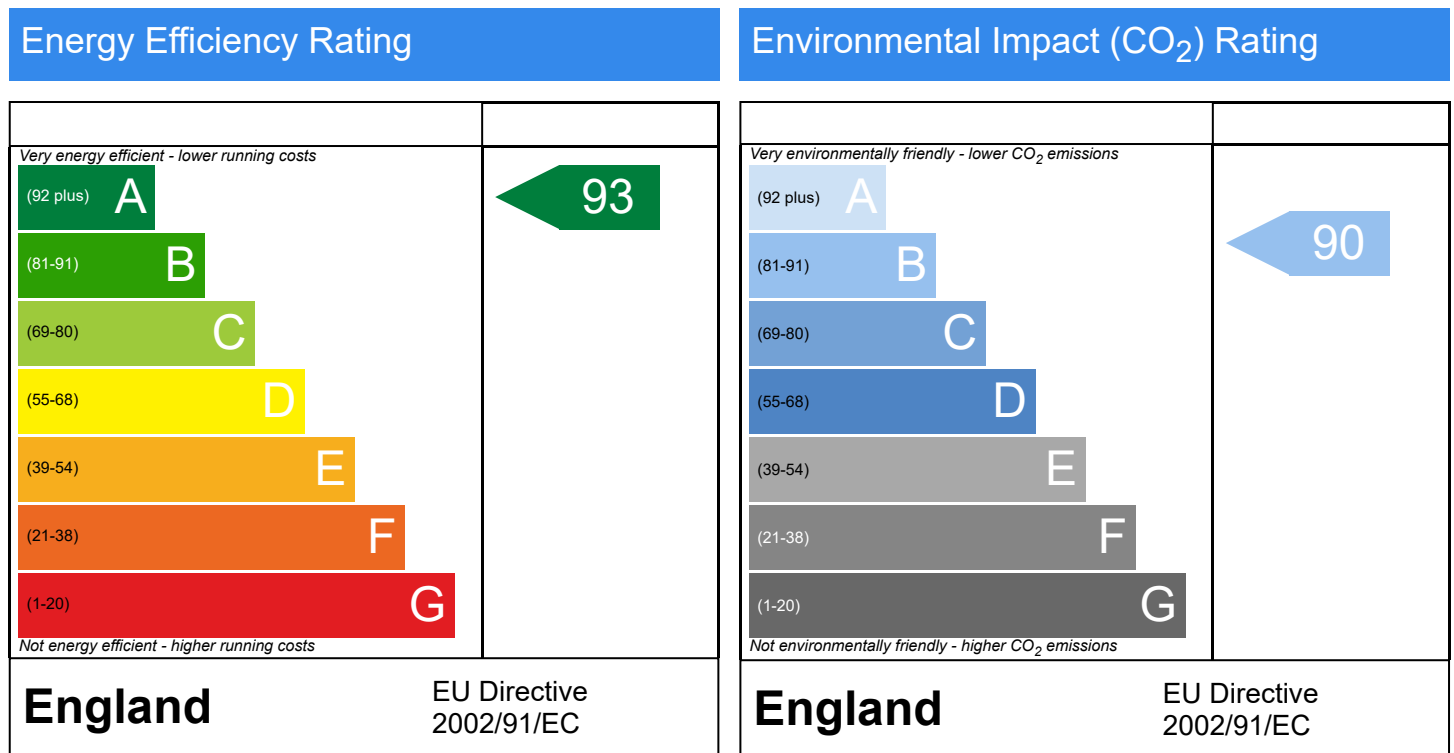 Energy Efficiency Rating
Very energy efficient - lower running costs
(92 plus) A
93
(81-91) B
(69-80) C
(55-68) D
(39-54) E
(21-38) F
(1-20) G
Not energy efficient - higher running costs
England
EU Directive
2002/91/EC
Environmental Impact (CO₂) Rating
Very environmentally friendly - lower CO₂ emissions
(92 plus) A
(81-91) B
90
(69-80) C
(55-68) D
(39-54) E
(21-38) F
(1-20) G
Not environmentally friendly - higher CO₂ emissions
England
EU Directive
2002/91/EC